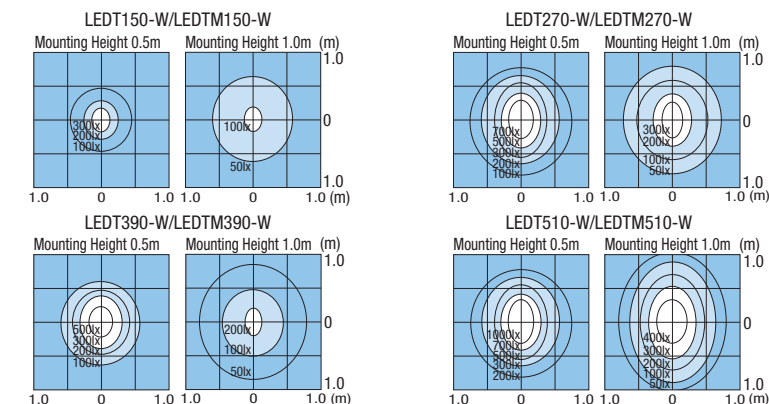 LEDT150-W/LEDTM150-W
Mounting Height 0.5m
Mounting Height 1.0m (m)
1.0
300lx
200lx
100lx
100lx
0
50lx
1.0
1.0 0 1.0
1.0 0 1.0 (m)
LEDT270-W/LEDTM270-W
Mounting Height 0.5m
Mounting Height 1.0m (m)
1.0
700lx
500lx
300lx
200lx
100lx
300lx
200lx
100lx
50lx
0
1.0
1.0 0 1.0
1.0 0 1.0 (m)
LEDT390-W/LEDTM390-W
Mounting Height 0.5m
Mounting Height 1.0m (m)
1.0
500lx
300lx
200lx
100lx
200lx
100lx
50lx
0
1.0
1.0 0 1.0
1.0 0 1.0 (m)
LEDT510-W/LEDTM510-W
Mounting Height 0.5m
Mounting Height 1.0m (m)
1.0
1000lx
700lx
500lx
300lx
200lx
400lx
300lx
200lx
100lx
50lx
0
1.0
1.0 0 1.0
1.0 0 1.0 (m)